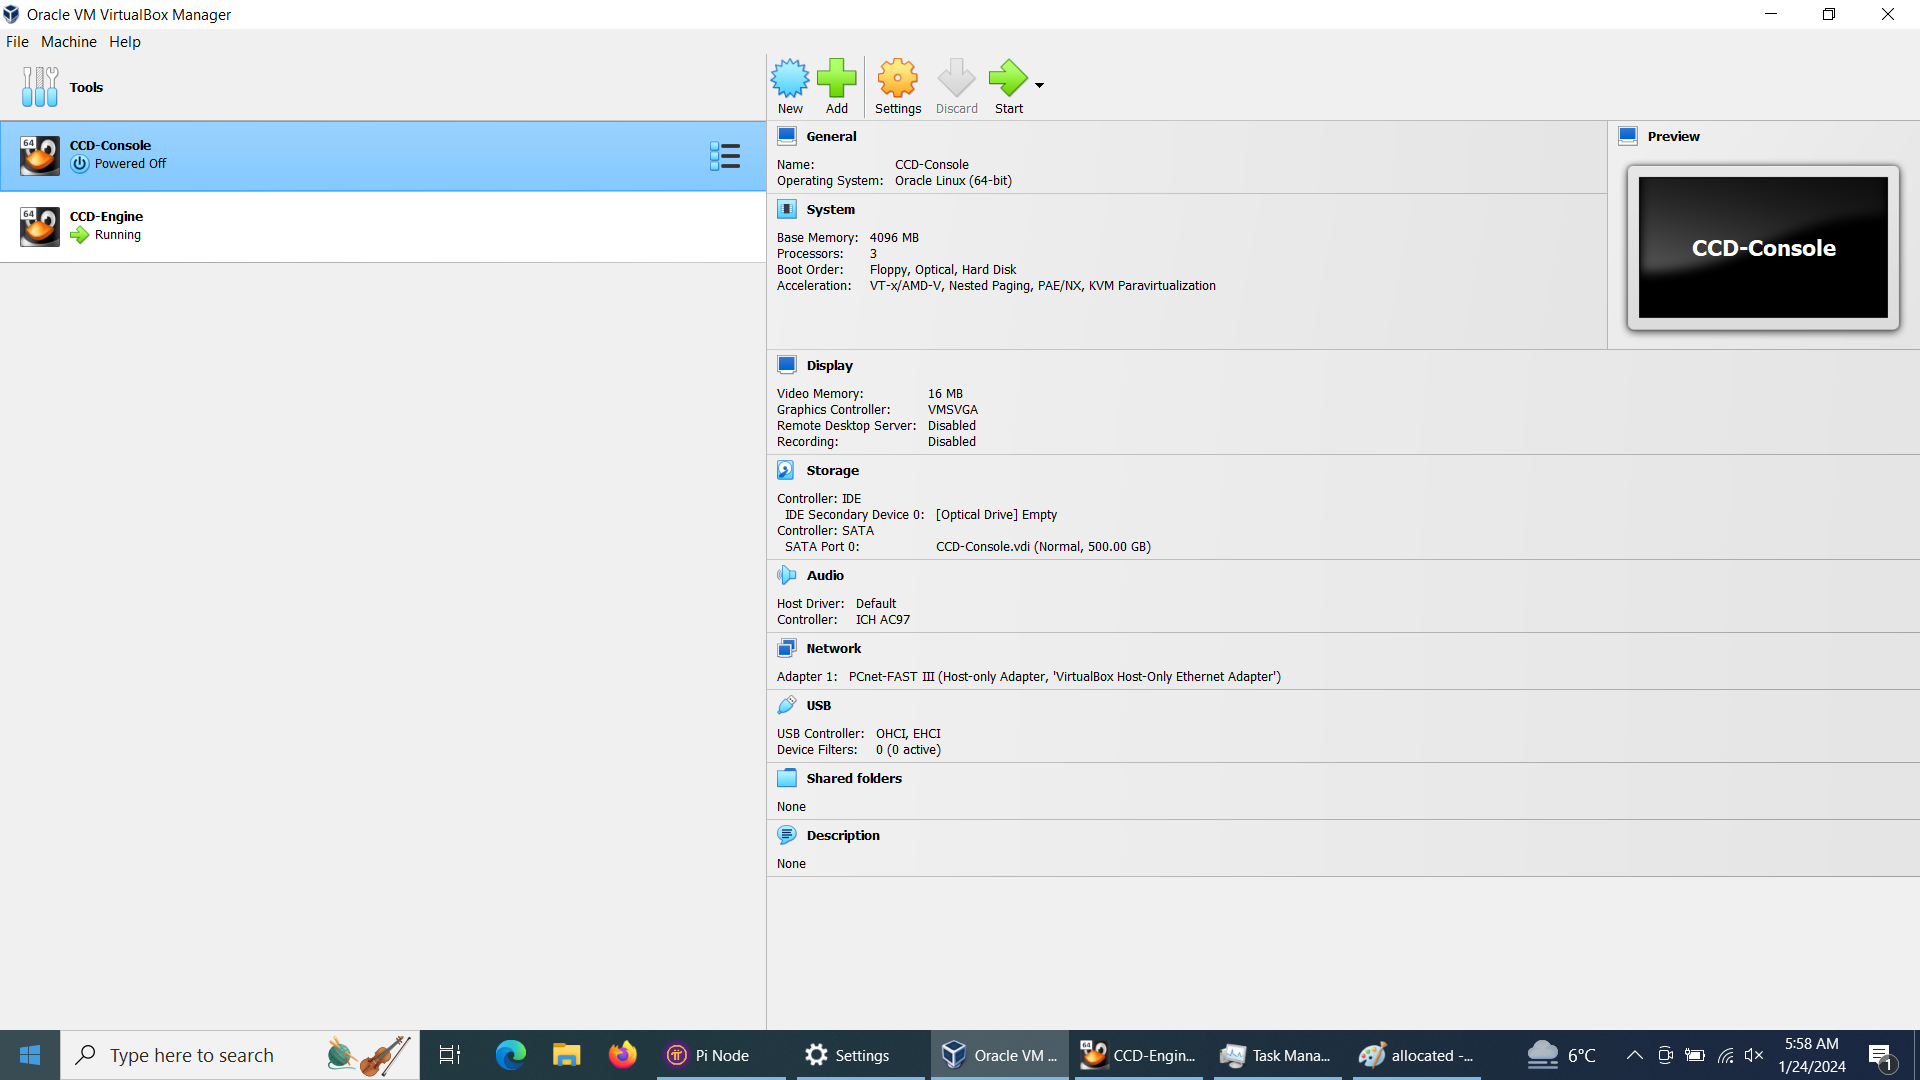 Oracle VM VirtualBox Manager
File Machine Help
Tools
New Add Settings Discard Start
64 CCD-Console
Powered Off
64 CCD-Engine
Running
General
Name: CCD-Console
Operating System: Oracle Linux (64-bit)
Preview
CCD-Console
System
Base Memory: 4096 MB
Processors: 3
Boot Order: Floppy, Optical, Hard Disk
Acceleration: VT-x/AMD-V, Nested Paging, PAE/NX, KVM Paravirtualization
Display
Video Memory: 16 MB
Graphics Controller: VMSVGA
Remote Desktop Server: Disabled
Recording: Disabled
Storage
Controller: IDE
IDE Secondary Device 0: [Optical Drive] Empty
Controller: SATA
SATA Port 0: CCD-Console.vdi (Normal, 500.00 GB)
Audio
Host Driver: Default
Controller: ICH AC97
Network
Adapter 1: PCnet-FAST III (Host-only Adapter, 'VirtualBox Host-Only Ethernet Adapter')
USB
USB Controller: OHCI, EHCI
Device Filters: 0 (0 active)
Shared folders
None
Description
None
Type here to search
Pi Node
Settings
Oracle VM ...
64 CCD-Engin...
Task Mana...
allocated -...
6°C
5:58 AM
1/24/2024
1